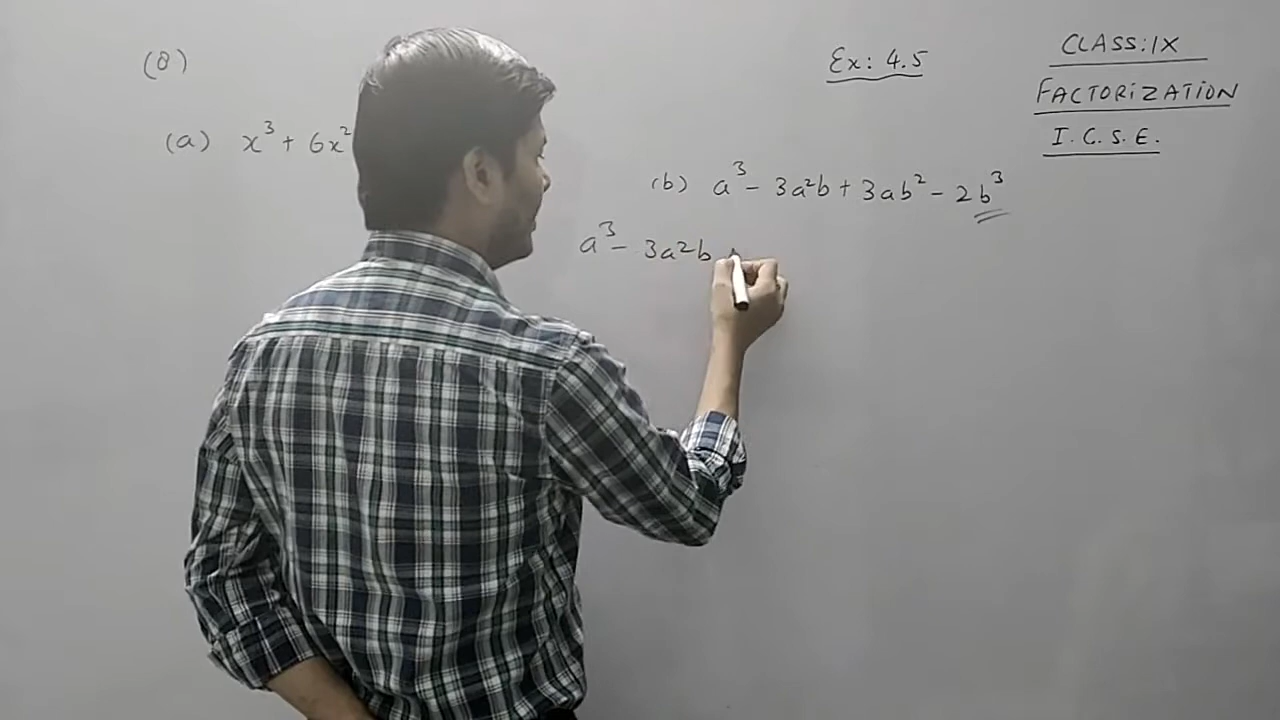 (8)
Ex: 4.5
CLASS: IX
FACTORIZATION
I.C.S.E.
(a) x³ + 6x²
(b) a³ - 3a²b + 3ab² - 2b³
a³ - 3a²b